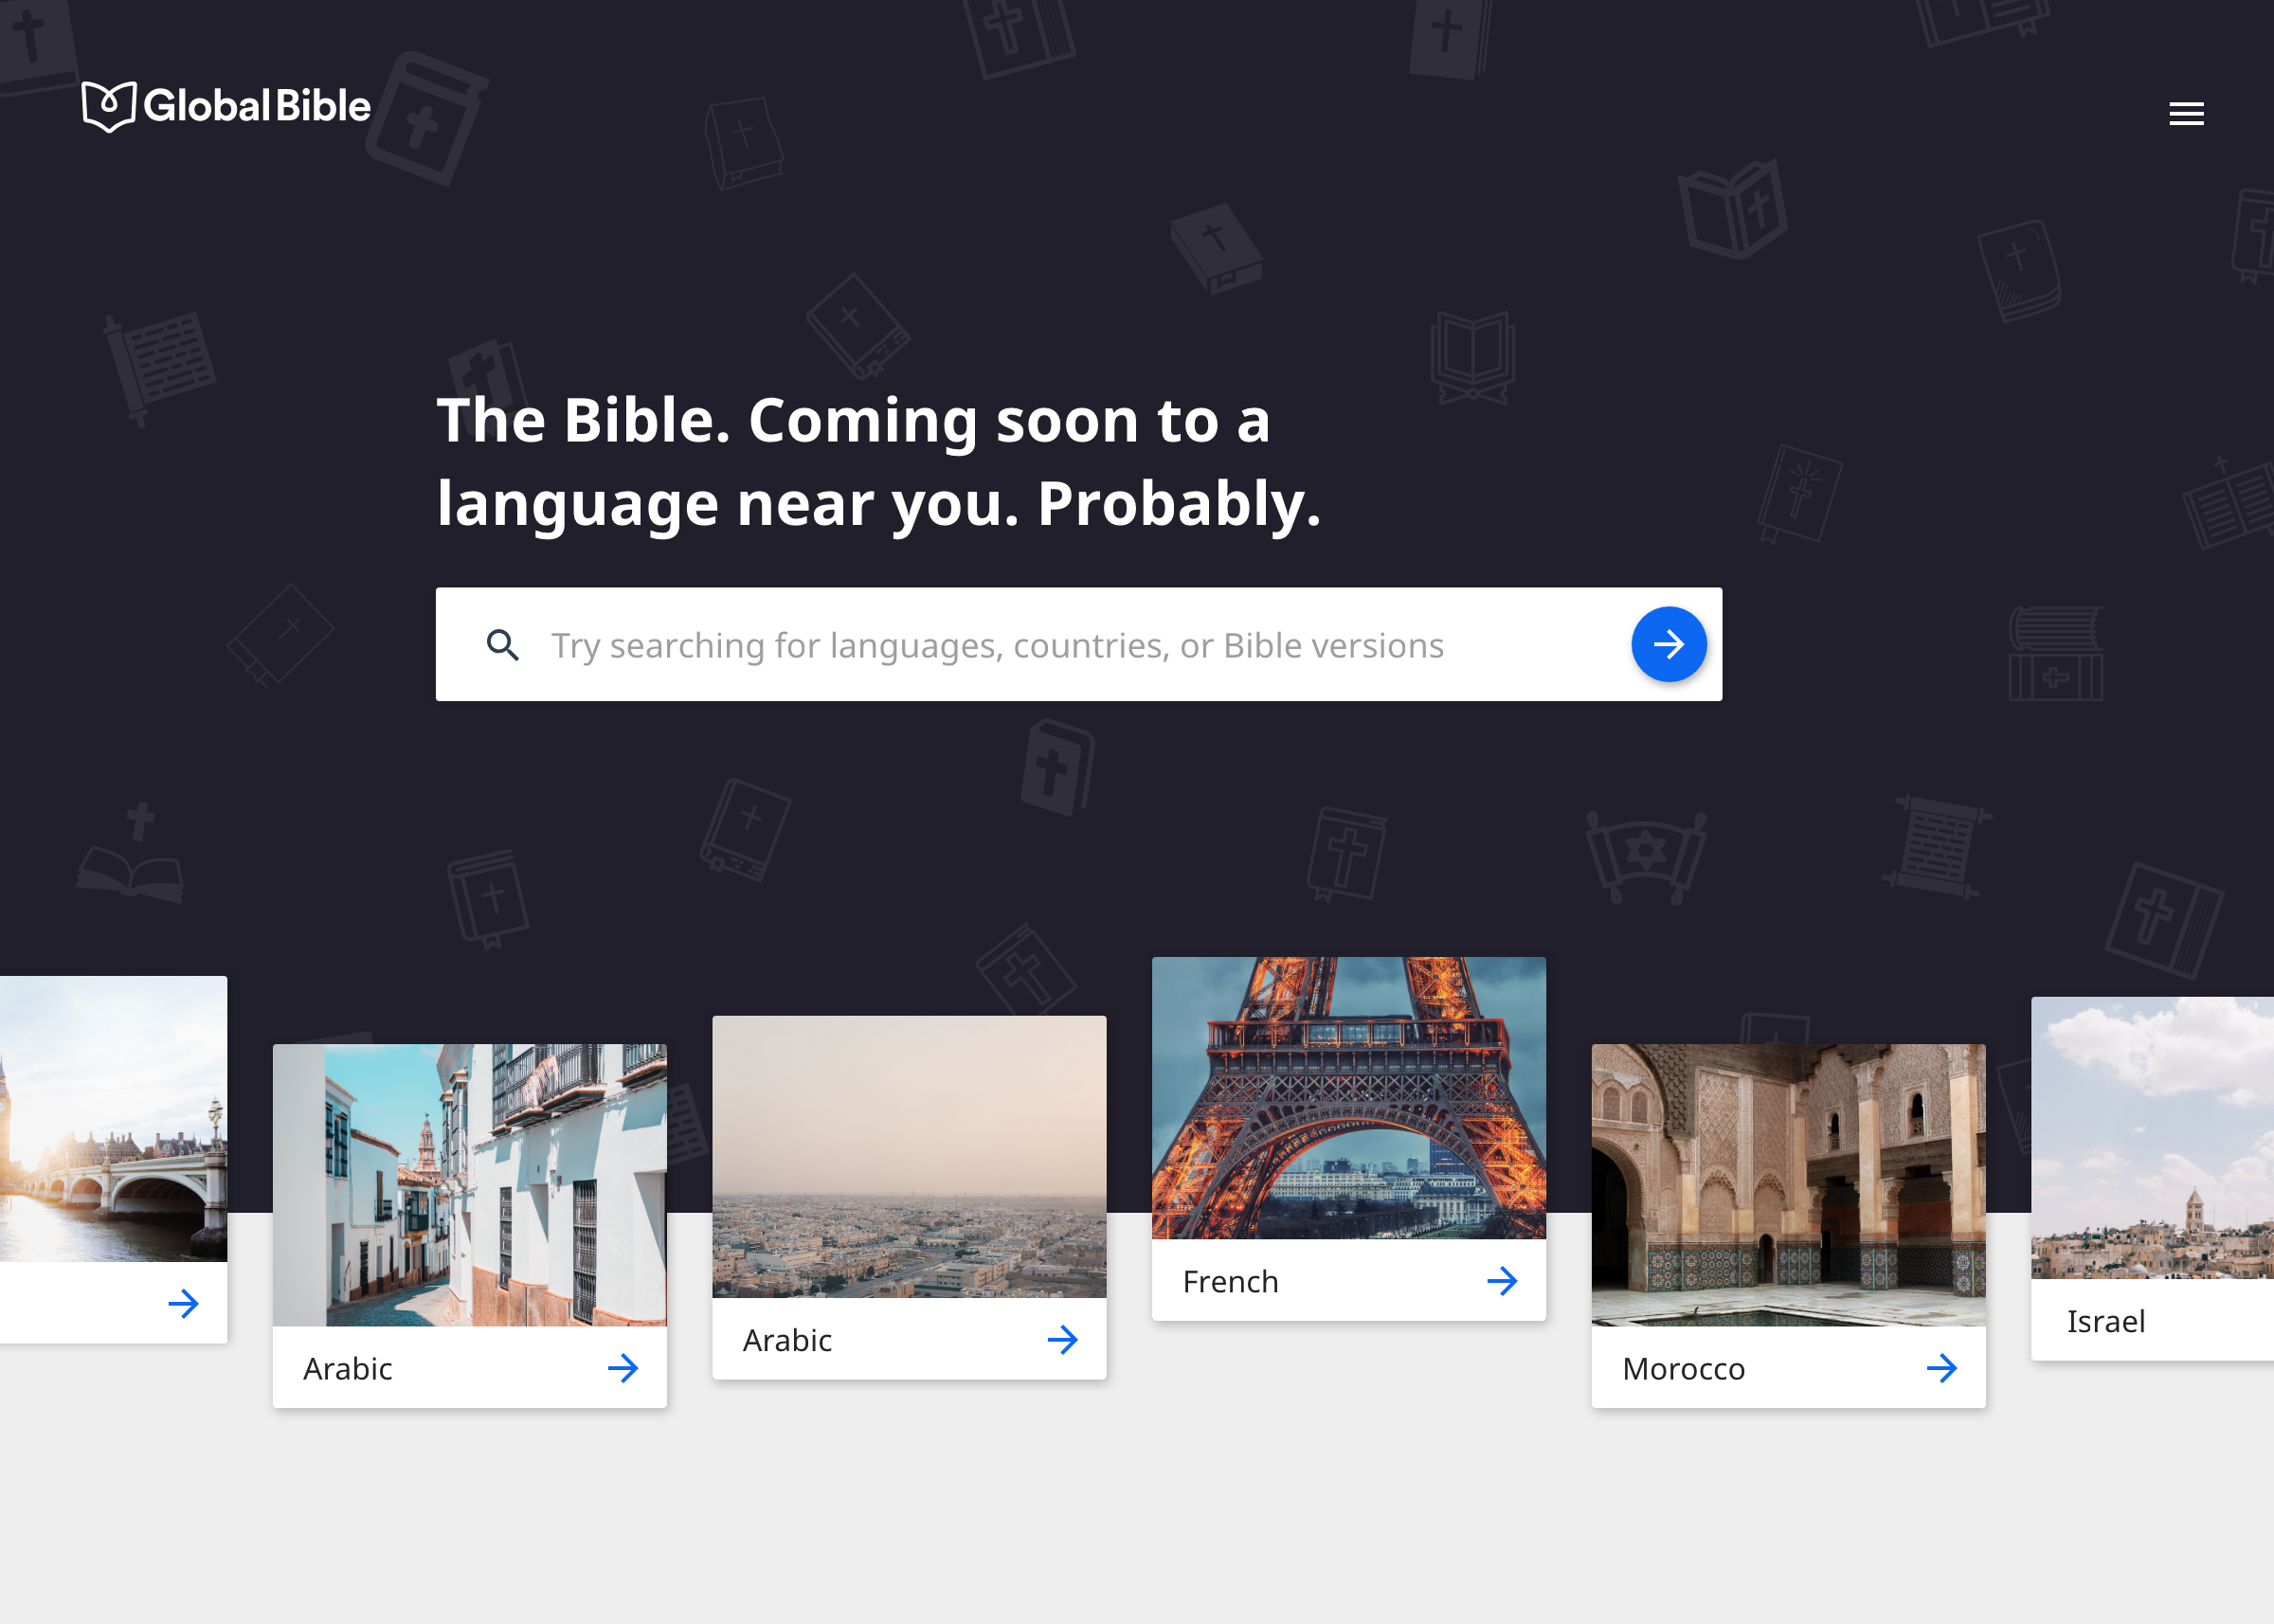 Global Bible
The Bible. Coming soon to a
language near you. Probably.
Try searching for languages, countries, or Bible versions
Arabic
Arabic
French
Morocco
Israel